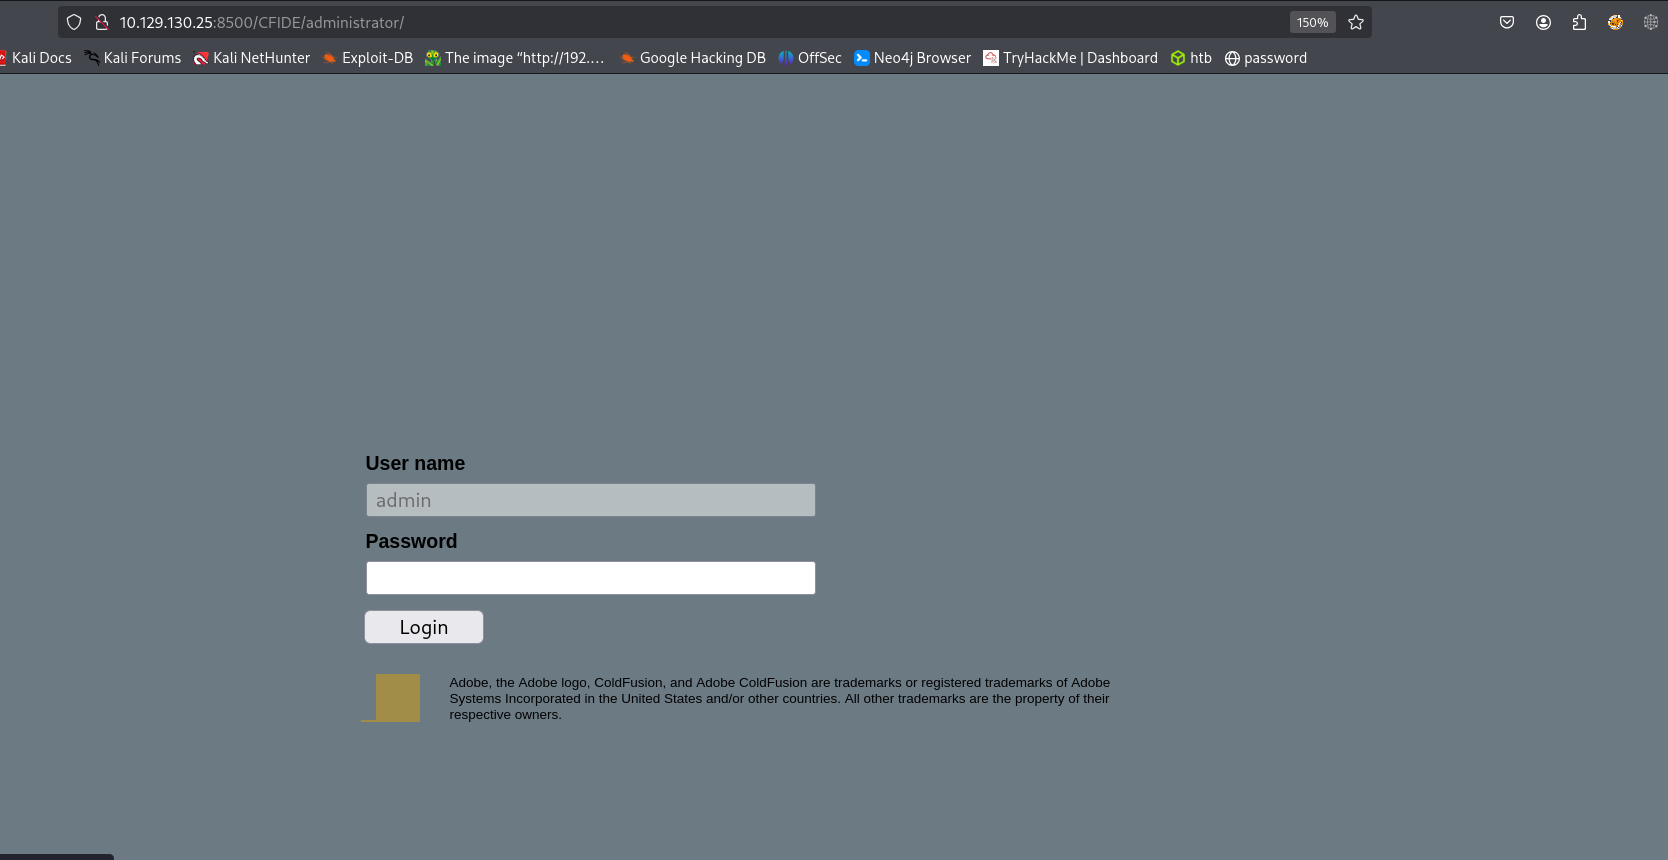 10.129.130.25:8500/CFIDE/administrator/ 150%
Kali Docs Kali Forums Kali NetHunter Exploit-DB The image “http://192.… Google Hacking DB OffSec Neo4j Browser TryHackMe | Dashboard htb password
User name
admin
Password
Login
Adobe, the Adobe logo, ColdFusion, and Adobe ColdFusion are trademarks or registered trademarks of Adobe
Systems Incorporated in the United States and/or other countries. All other trademarks are the property of their
respective owners.